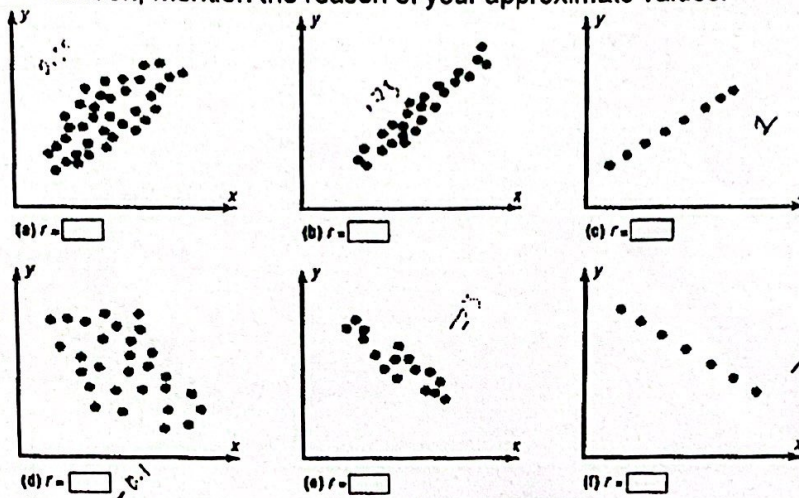 mention the reason of your approximate values.
y y y
x x
(a) r = (b) r = (c) r =
y y y
x x x
(d) r = (e) r = (f) r =